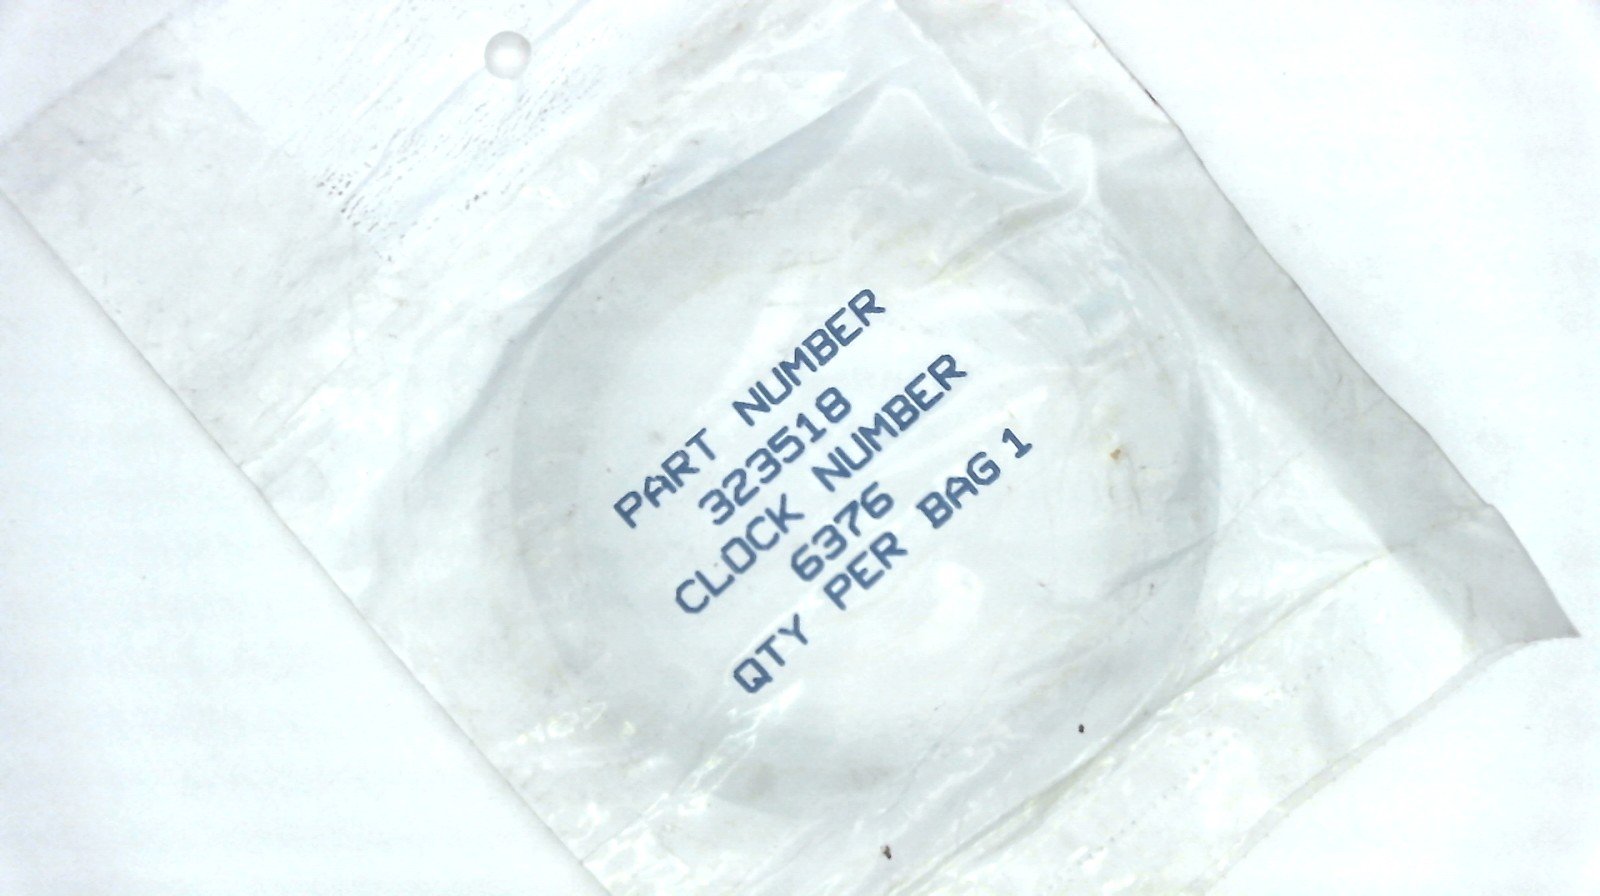 PART NUMBER
323518
CLOCK NUMBER
6376
QTY PER BAG 1